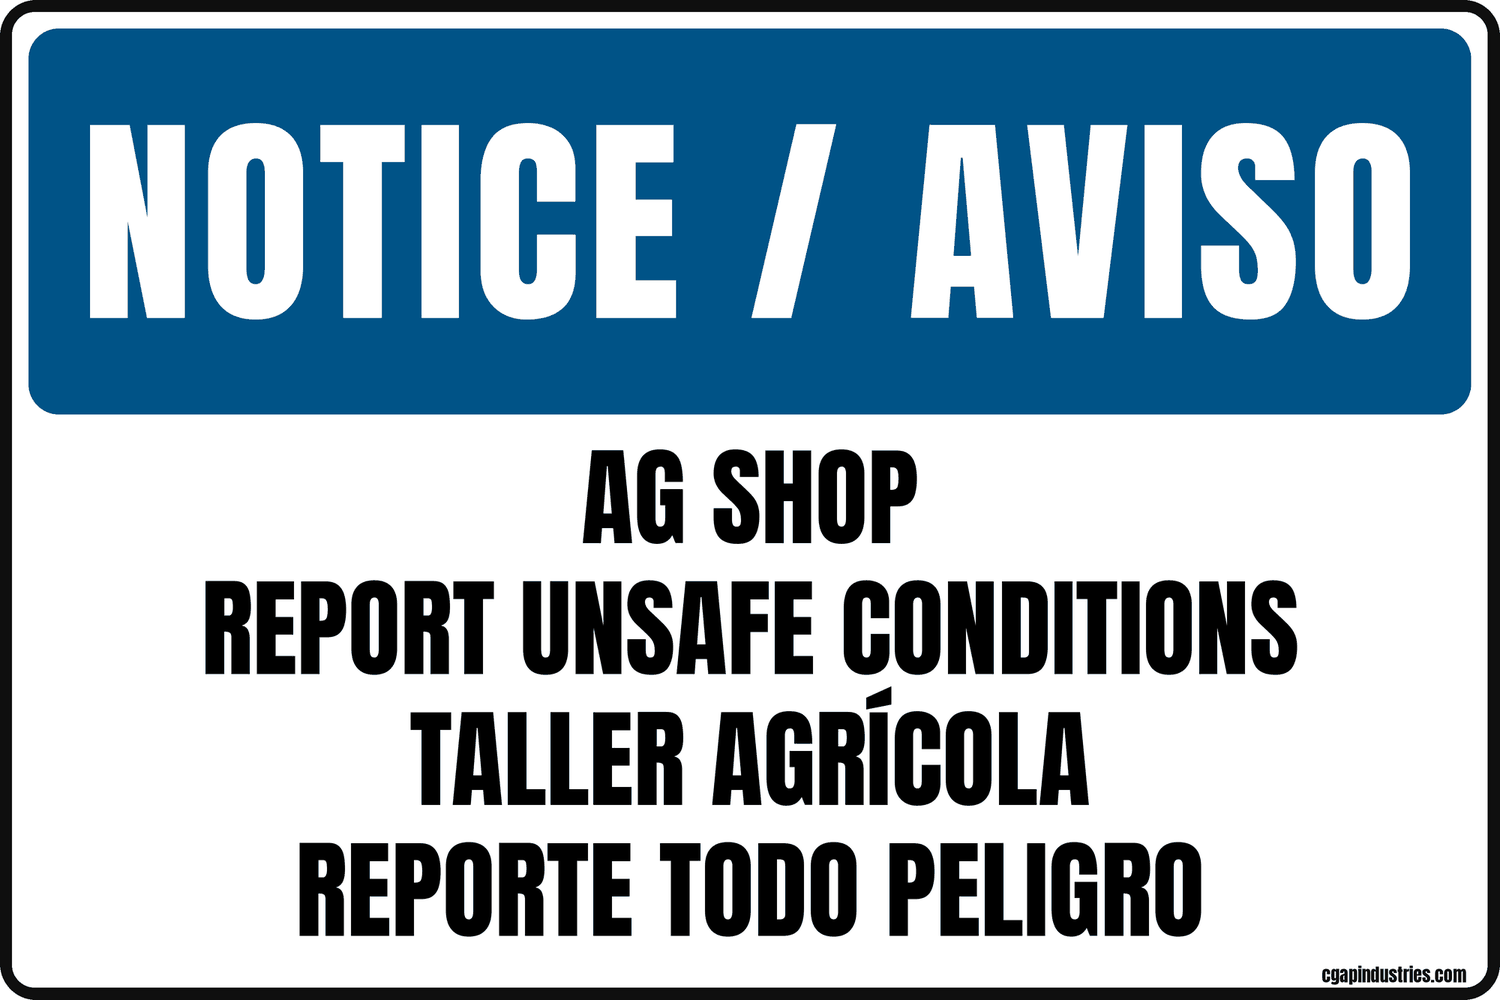 NOTICE / AVISO
AG SHOP
REPORT UNSAFE CONDITIONS
TALLER AGRÍCOLA
REPORTE TODO PELIGRO
cgapindustries.com